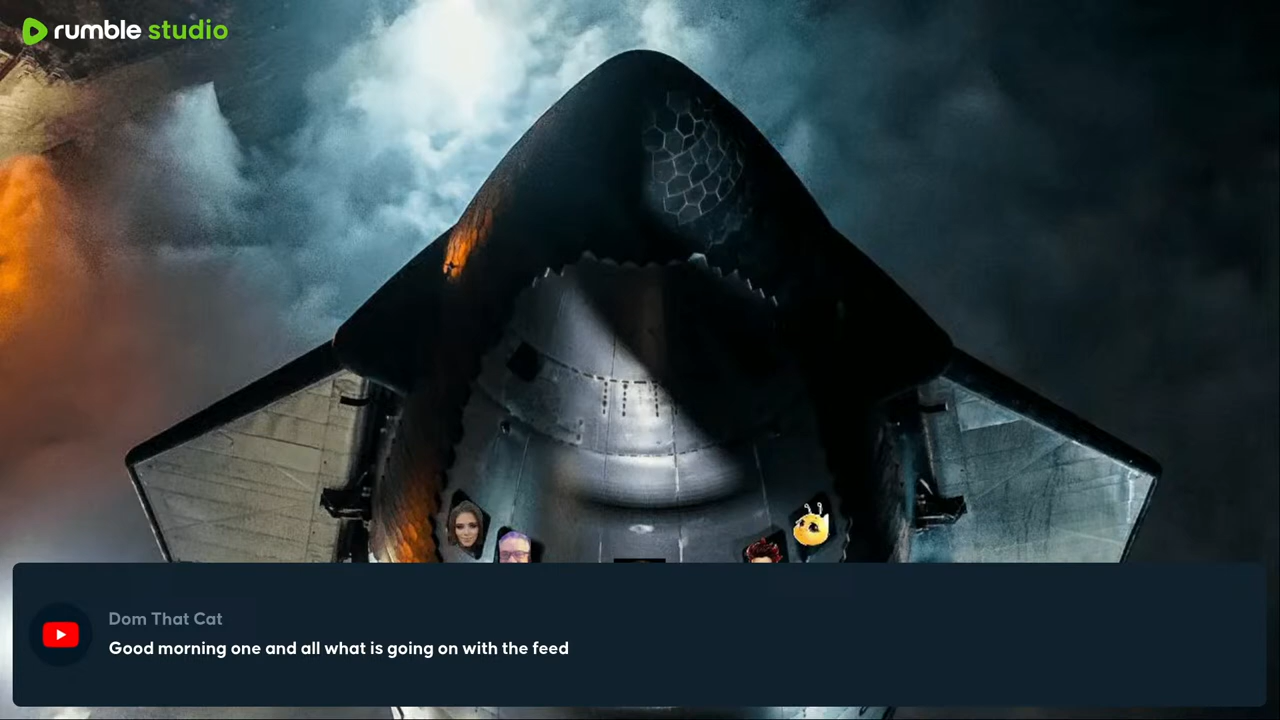 rumble studio
Dom That Cat
Good morning one and all what is going on with the feed